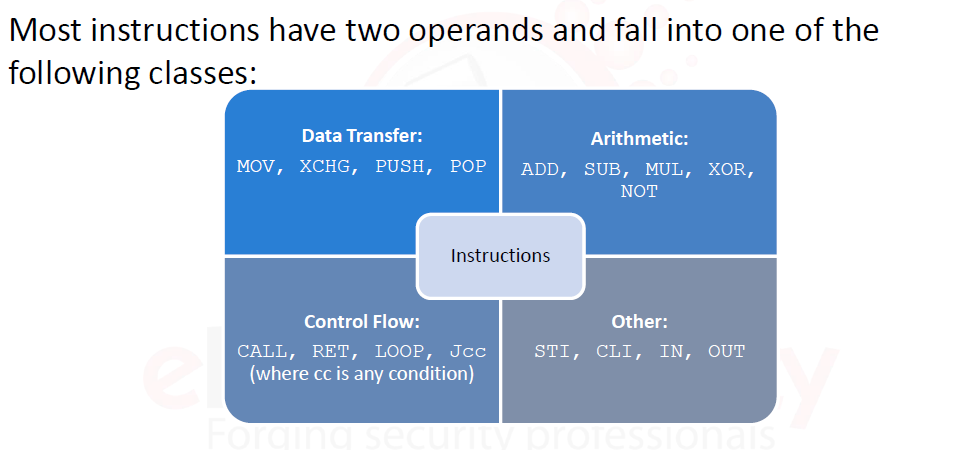 Most instructions have two operands and fall into one of the
following classes:
Data Transfer:
MOV, XCHG, PUSH, POP
Arithmetic:
ADD, SUB, MUL, XOR,
NOT
Instructions
Control Flow:
CALL, RET, LOOP, Jcc
(where cc is any condition)
Other:
STI, CLI, IN, OUT
Forging security professionals